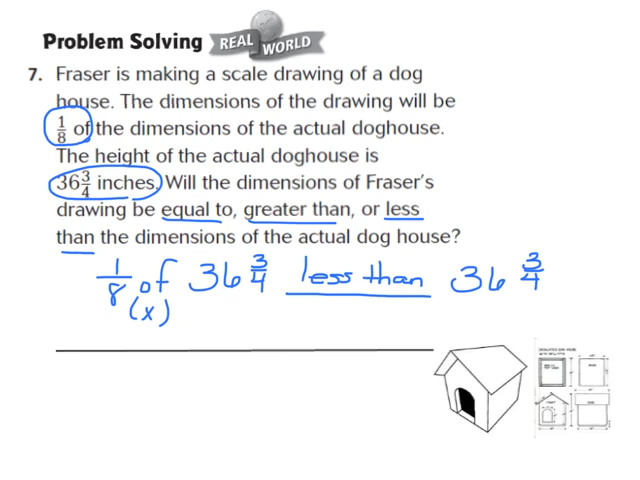 Problem Solving REAL WORLD
7. Fraser is making a scale drawing of a dog
house. The dimensions of the drawing will be
1/8 of the dimensions of the actual doghouse.
The height of the actual doghouse is
36 3/4 inches. Will the dimensions of Fraser's
drawing be equal to, greater than, or less
than the dimensions of the actual dog house?
1/8 of 36 3/4 less than 36 3/4
(x)